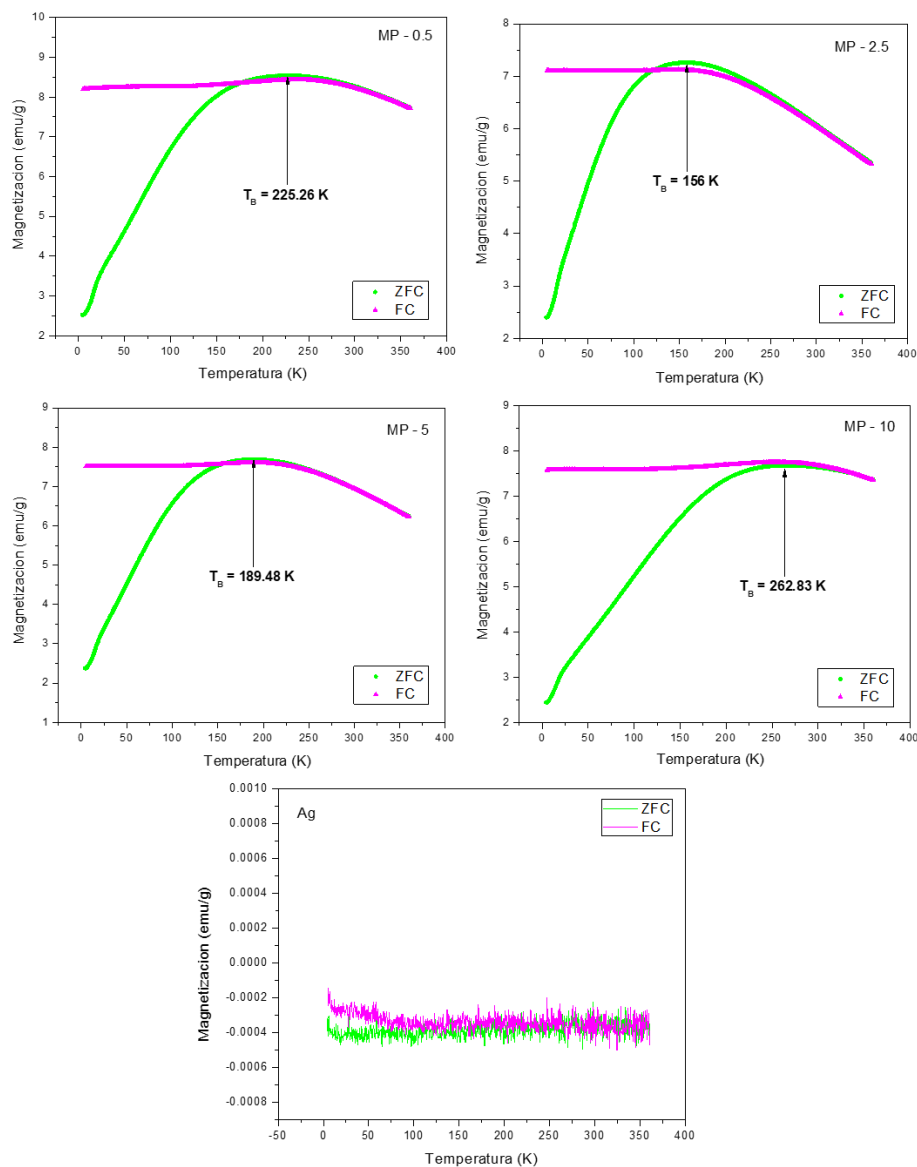 MP - 0.5
10
9
8
7
6
5
4
3
2
Magnetizacion (emu/g)
T_B = 225.26 K
ZFC
FC
0 50 100 150 200 250 300 350 400
Temperatura (K)
MP - 2.5
8
7
6
5
4
3
2
Magnetizacion (emu/g)
T_B = 156 K
ZFC
FC
0 50 100 150 200 250 300 350 400
Temperatura (K)
MP - 5
9
8
7
6
5
4
3
2
1
Magnetizacion (emu/g)
T_B = 189.48 K
ZFC
FC
0 50 100 150 200 250 300 350 400
Temperatura (K)
MP - 10
9
8
7
6
5
4
3
2
Magnetizacion (emu/g)
T_B = 262.83 K
ZFC
FC
0 50 100 150 200 250 300 350 400
Temperatura (K)
Ag
ZFC
FC
0.0010
0.0008
0.0006
0.0004
0.0002
0.0000
-0.0002
-0.0004
-0.0006
-0.0008
Magnetizacion (emu/g)
-50 0 50 100 150 200 250 300 350 400
Temperatura (K)